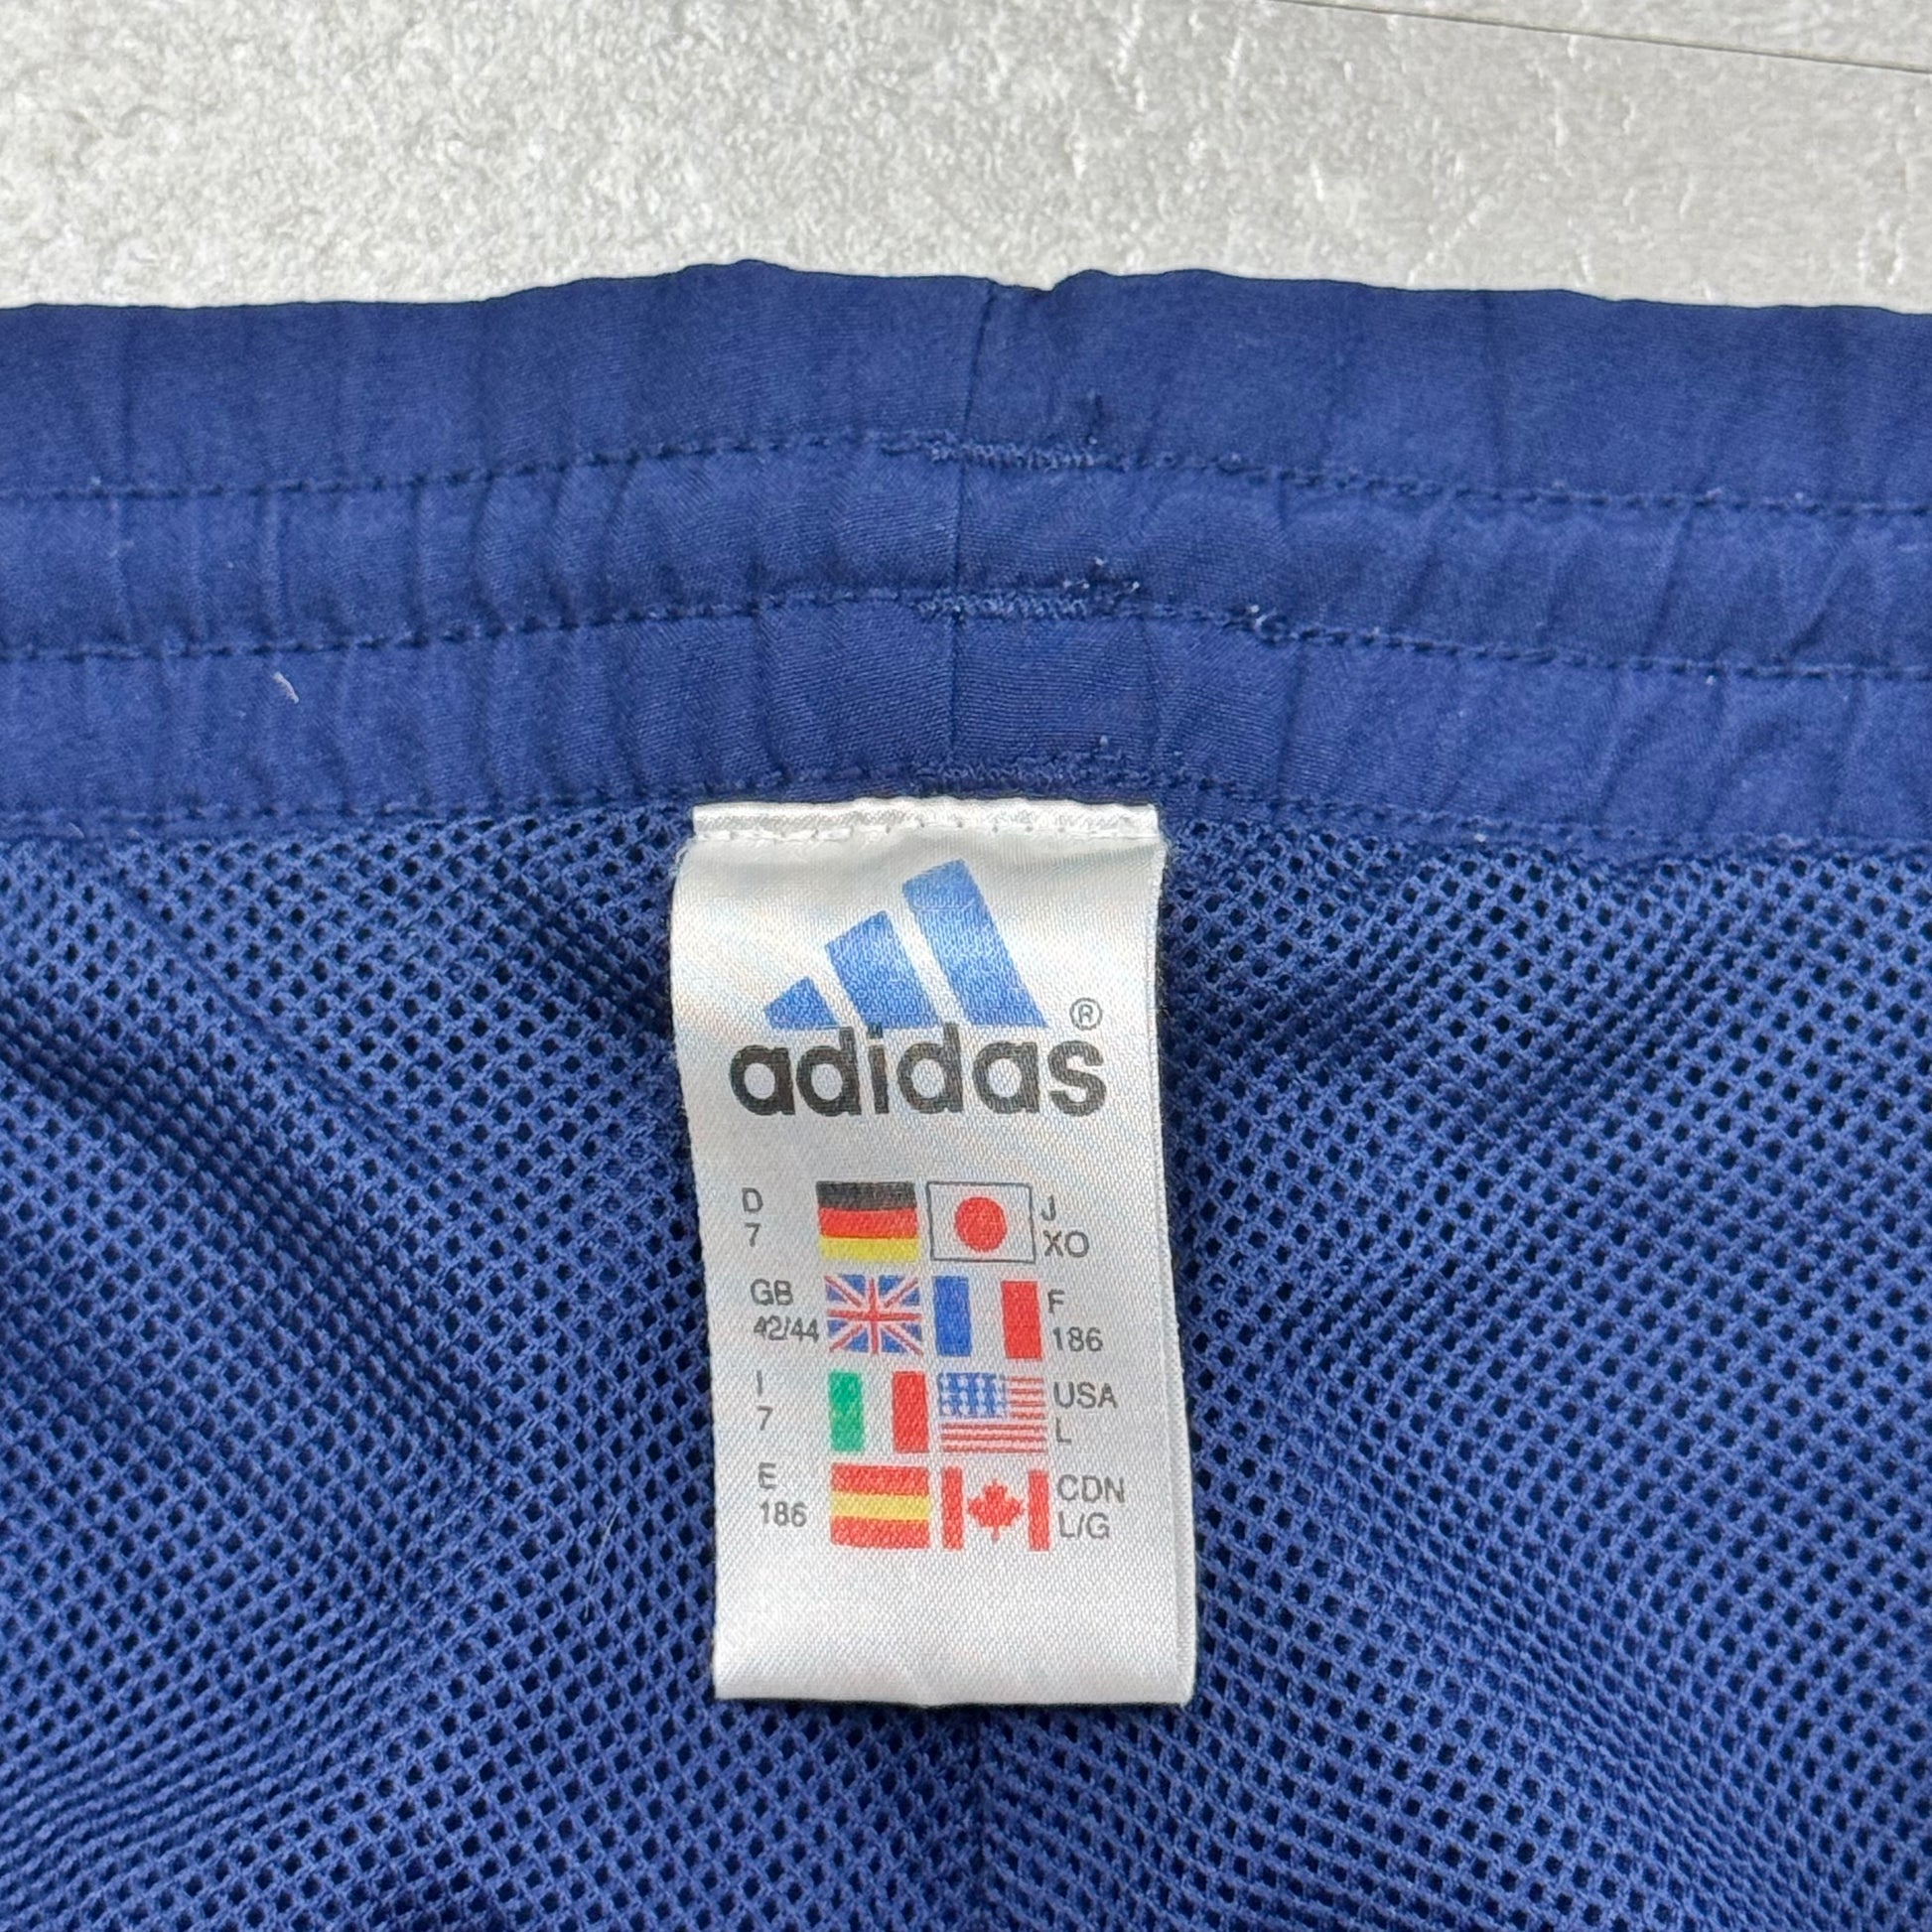 adidas®
D
7
J
XO
GB
42/44
F
186
I
7
USA
L
E
186
CDN
L/G